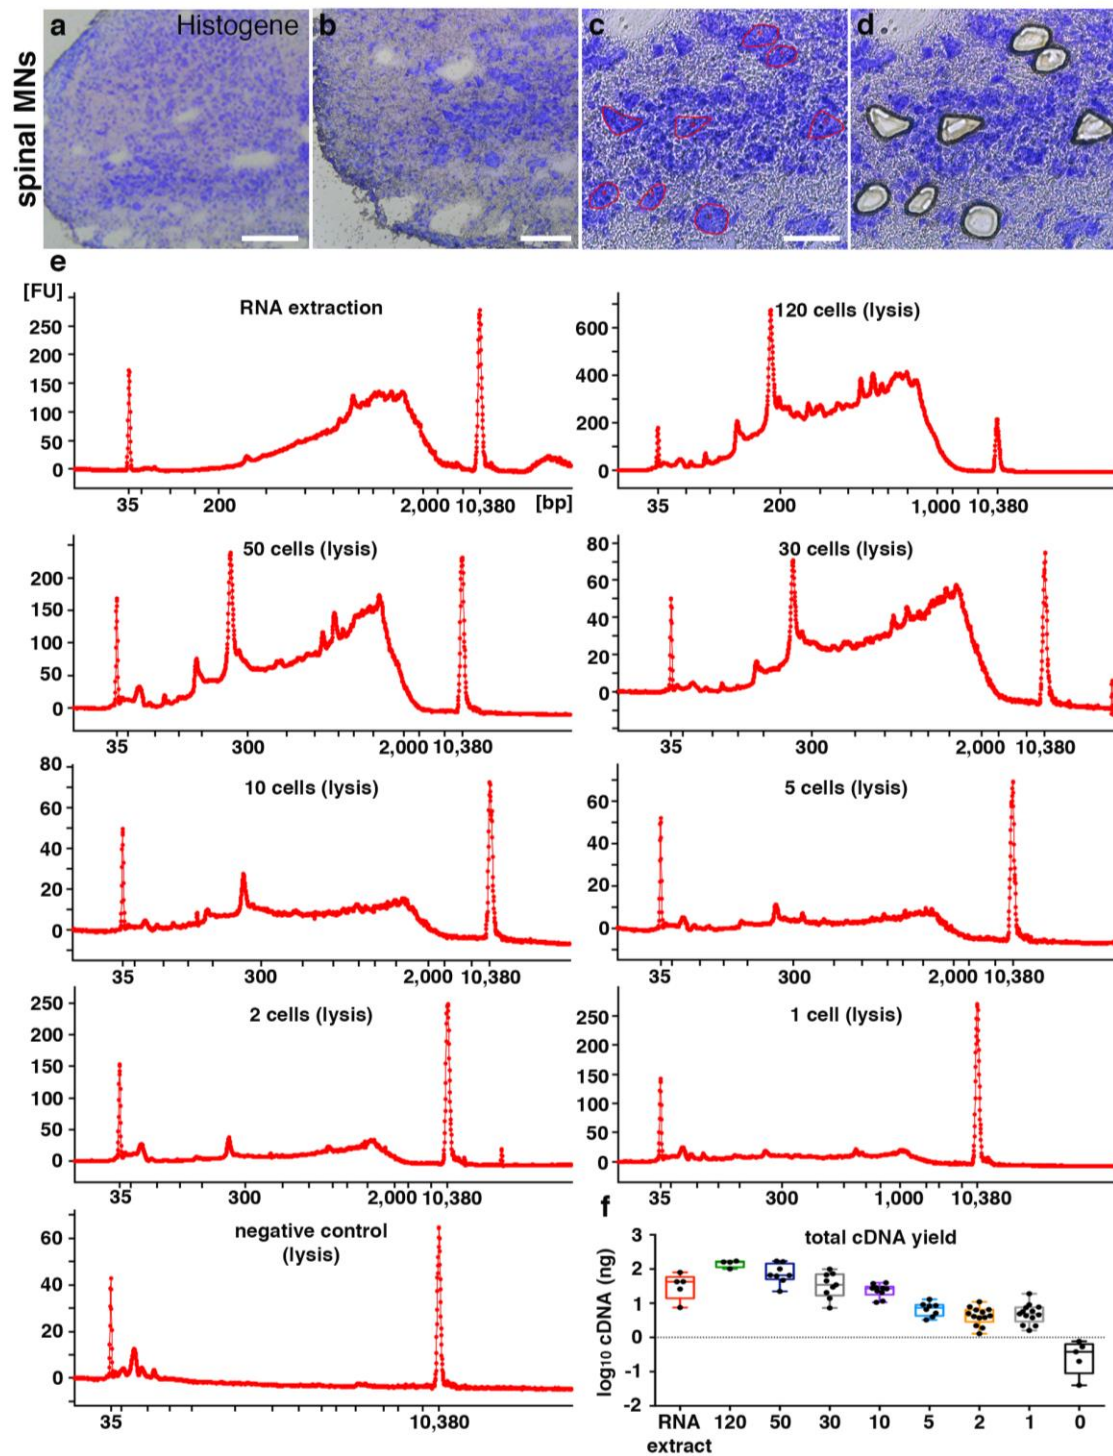 a Histogene b c d
spinal MNs
e
[FU] RNA extraction 120 cells (lysis)
250
200
150
100
50
0
35 200 2,000 10,380 [bp]
600
400
200
0
35 200 1,000 10,380
50 cells (lysis) 30 cells (lysis)
200
150
100
50
0
35 300 2,000 10,380
80
60
40
20
0
35 300 2,000 10,380
10 cells (lysis) 5 cells (lysis)
80
60
40
20
0
35 300 2,000 10,380
60
40
20
0
35 300 2,000 10,380
2 cells (lysis) 1 cell (lysis)
250
200
150
100
50
0
35 300 2,000 10,380
250
200
150
100
50
0
35 300 1,000 10,380
negative control
(lysis)
60
40
20
0
35 10,380
f total cDNA yield
log₁₀ cDNA (ng)
3
2
1
0
-1
-2
RNA 120 50 30 10 5 2 1 0
extract